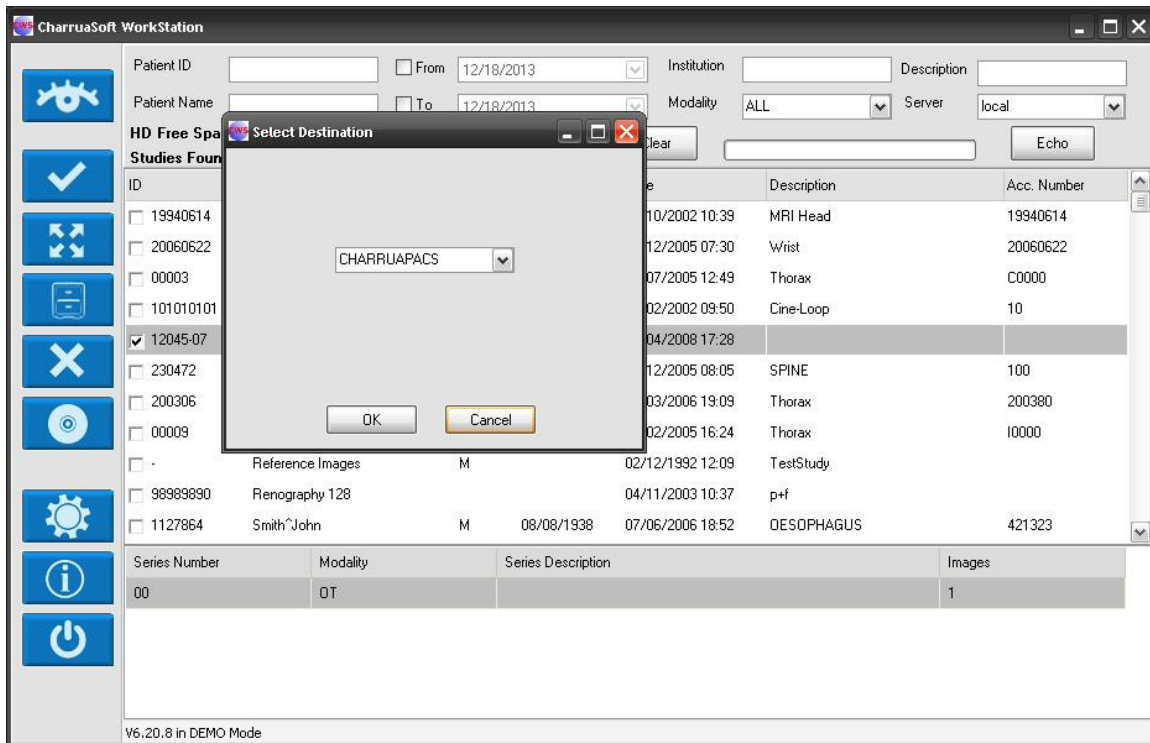 CWS CharruaSoft WorkStation
Patient ID From 12/18/2013 Institution Description
Patient Name To 12/18/2013 Modality ALL Server local
HD Free Spa CWS Select Destination Clear Echo
Studies Foun
ID Description Acc. Number
19940614 10/2002 10:39 MRI Head 19940614
20060622 12/2005 07:30 Wrist 20060622
CHARRUAPACS
00003 07/2005 12:49 Thorax C0000
101010101 02/2002 09:50 Cine-Loop 10
12045-07 04/2008 17:28
230472 12/2005 08:05 SPINE 100
200306 03/2006 19:09 Thorax 200380
OK Cancel
00009 02/2005 16:24 Thorax I0000
- Reference Images M 02/12/1992 12:09 TestStudy
98989890 Renography 128 04/11/2003 10:37 p+f
1127864 Smith^John M 08/08/1938 07/06/2006 18:52 OESOPHAGUS 421323
Series Number Modality Series Description Images
00 OT 1
V6.20.8 in DEMO Mode